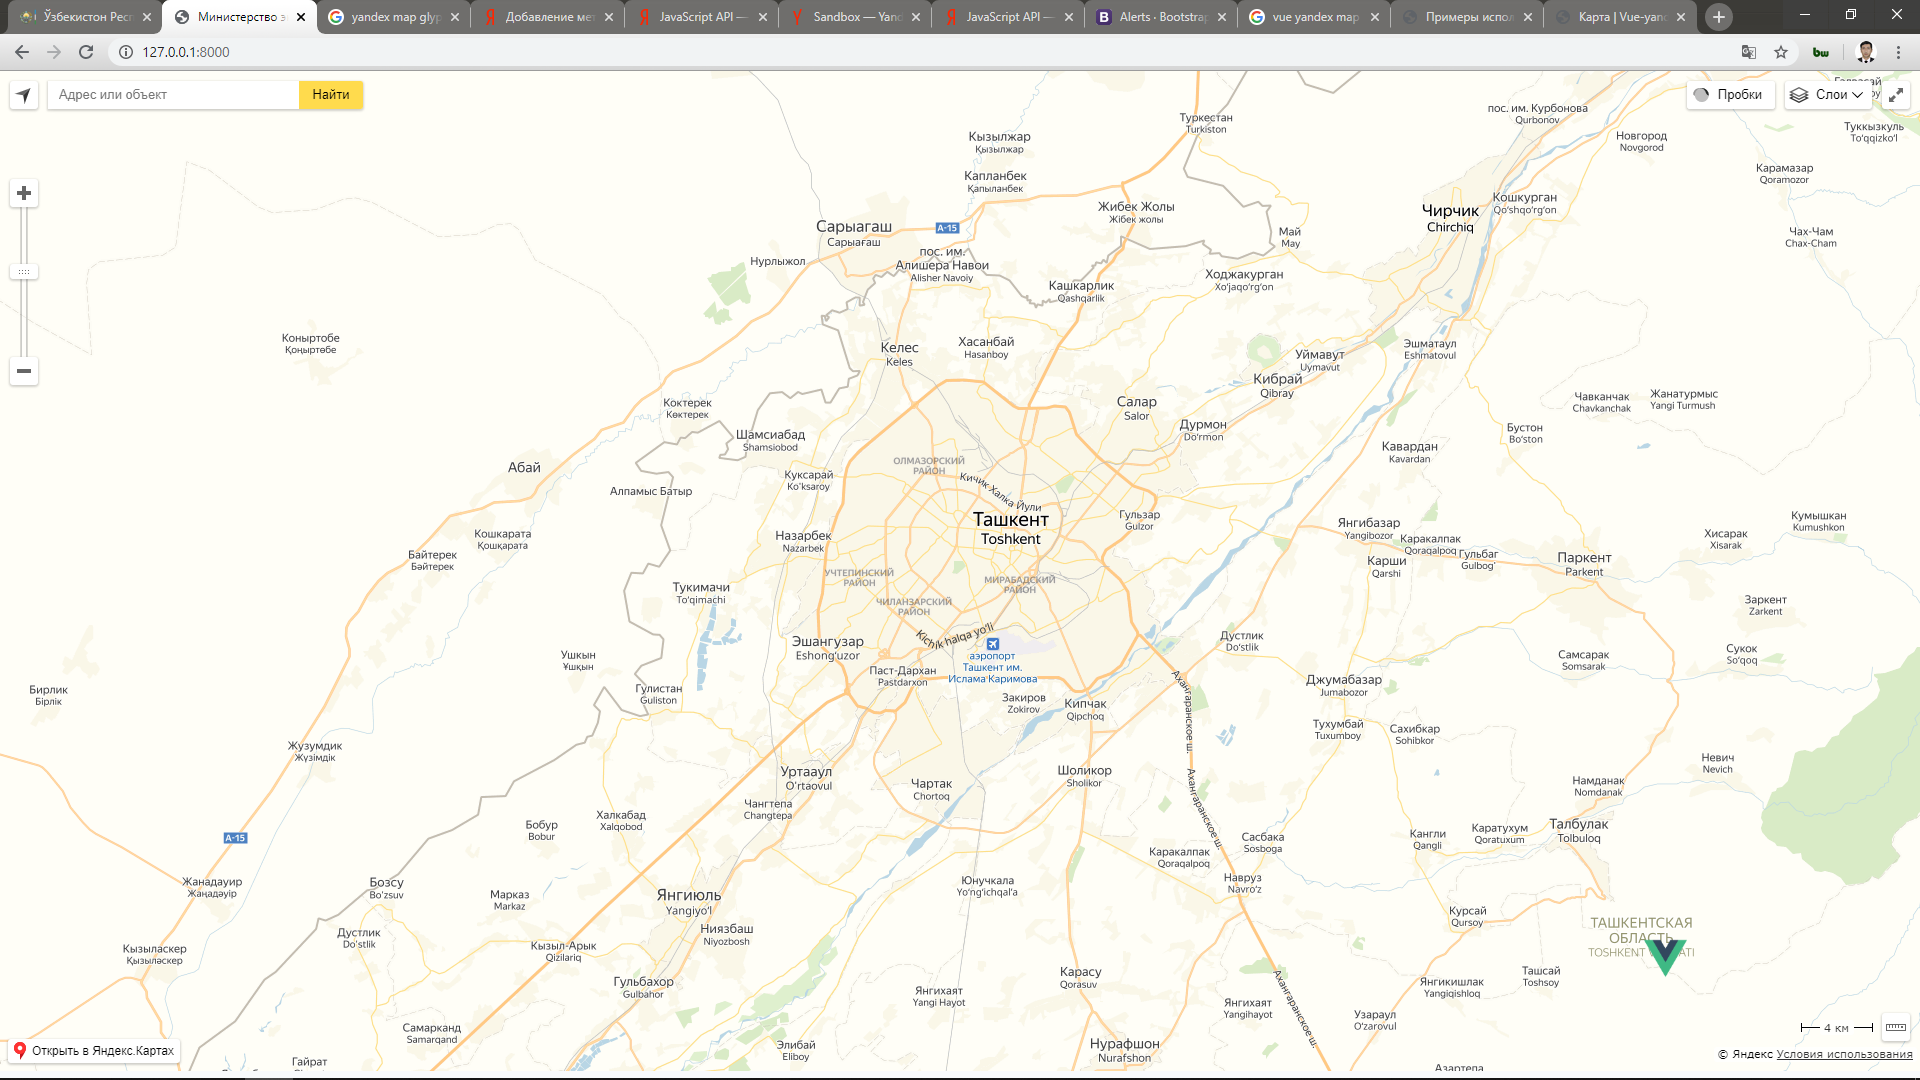 Ўзбекистон Респ
Министерство э
yandex map glyp
Добавление мет
JavaScript API —
Sandbox — Yand
JavaScript API —
Alerts · Bootstrap
vue yandex map
Примеры испол
Карта | Vue-yand
127.0.0.1:8000
bw
Адрес или объект
Найти
Пробки
Слои
Туркестан
Turkiston
пос. им. Курбонова
Qurbonov
Новгород
Novgorod
Туккызкуль
To'qqizko'l
Кызылжар
Қызылжар
Капланбек
Қапыланбек
Жибек Жолы
Жібек жолы
Карамазар
Qoramozor
Кошкурган
Qo'shqo'rg'on
Чирчик
Chirchiq
Сарыагаш
Сарыағаш
А-15
Май
May
Чах-Чам
Chax-Cham
Нурлыжол
пос. им.
Алишера Навои
Alisher Navoiy
Ходжакурган
Xo'jaqo'rg'on
Кашкарлик
Qashqarlik
Коныртобе
Қоңыртөбе
Келес
Keles
Хасанбай
Hasanboy
Уймавут
Uymavut
Эшматаул
Eshmatovul
Кибрай
Qibray
Коктерек
Көктерек
Салар
Salor
Чавканчак
Chavkanchak
Жанатурмыс
Yangi Turmush
Шамсиабад
Shamsiobod
Дурмон
Do'rmon
Бустон
Bo'ston
Кавардан
Kavardan
Абай
ОЛМАЗОРСКИЙ
РАЙОН
Куксарай
Ko'ksaroy
Кичик Халка Йули
Алпамыс Батыр
Ташкент
Toshkent
Гульзар
Gulzor
Янгибазар
Yangibozor
Кумышкан
Kumushkon
Кошкарата
Қошқарата
Назарбек
Nazarbek
Каракалпак
Qoraqalpoq
Хисарак
Xisarak
Байтерек
Бәйтерек
Карши
Qarshi
Гульбаг
Gulbog'
Паркент
Parkent
УЧТЕПИНСКИЙ
РАЙОН
МИРАБАДСКИЙ
РАЙОН
Тукимачи
To'qimachi
ЧИЛАНЗАРСКИЙ
РАЙОН
Заркент
Zarkent
Kichik halqa yo'li
Эшангузар
Eshong'uzor
Дустлик
Do'stlik
Ушкын
Үшқын
аэропорт
Ташкент им.
Ислама Каримова
Паст-Дархан
Pastdarxon
Самсарак
Somsarak
Сукок
So'qoq
Бирлик
Бірлік
Гулистан
Guliston
Закиров
Zokirov
Кипчак
Qipchoq
Ахангаранское ш.
Джумабазар
Jumabozor
Тухумбай
Tuxumboy
Сахибкар
Sohibkor
Жузумдик
Жүзімдік
Уртааул
O'rtaovul
Чартак
Chortoq
Шоликор
Sholikor
Ахангаранское ш.
Невич
Nevich
Намданак
Nomdanak
Чангтепа
Changtepa
Халкабад
Xalqobod
Бобур
Bobur
А-15
Сасбака
Sosboga
Кангли
Qangli
Каратухум
Qoratuxum
Талбулак
Tolbuloq
Каракалпак
Qoraqalpoq
Жанадауир
Жаңадәуір
Бозсу
Bo'zsuv
Марказ
Markaz
Янгиюль
Yangiyo'l
Юнучкала
Yo'ng'ichqal'a
Навруз
Navro'z
Курсай
Qursoy
ТАШКЕНТСКАЯ
ОБЛАСТЬ
TOSHKENT
Дустлик
Do'stlik
Ниязбаш
Niyozbosh
Кызыласкер
Қызыләскер
Кызыл-Арык
Qizilariq
Гульбахор
Gulbahor
Карасу
Qorasuv
Ахангаранское ш.
Янгикишлак
Yangiqishloq
Ташсай
Toshsoy
Янгихаят
Yangi Hayot
Янгихаят
Yangihayot
Узараул
O'zarovul
Самарканд
Samarqand
Элибай
Eliboy
Нурафшон
Nurafshon
Гайрат
Азартепа
4 км
Открыть в Яндекс.Картах
© Яндекс Условия использования